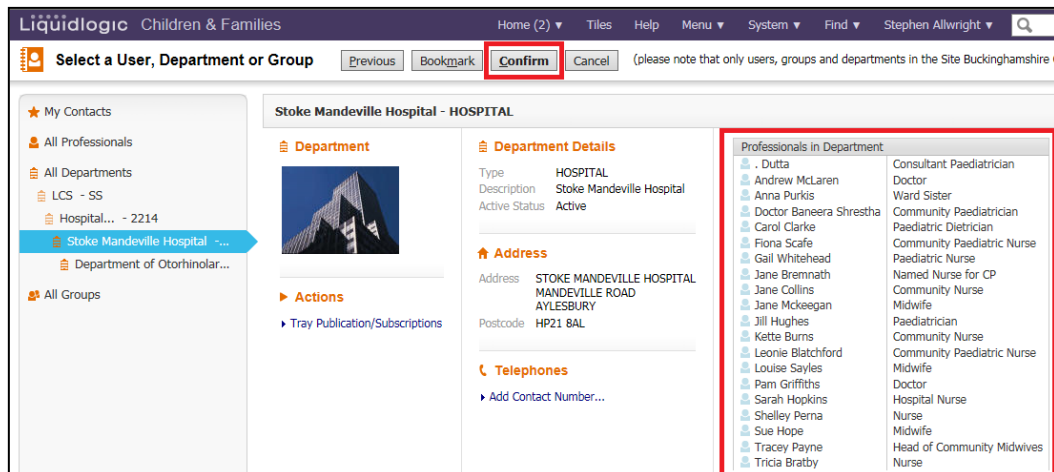 Liquidlogic Children & Families
Home (2) ▼ Tiles Help Menu ▼ System ▼ Find ▼ Stephen Allwright ▼
Select a User, Department or Group
Previous Bookmark Confirm Cancel (please note that only users, groups and departments in the Site Buckinghamshire
My Contacts
All Professionals
All Departments
LCS - SS
Hospital... - 2214
Stoke Mandeville Hospital -...
Department of Otorhinolar...
All Groups
Stoke Mandeville Hospital - HOSPITAL
Department
Actions
Tray Publication/Subscriptions
Department Details
Type HOSPITAL
Description Stoke Mandeville Hospital
Active Status Active
Address
Address STOKE MANDEVILLE HOSPITAL
MANDEVILLE ROAD
AYLESBURY
Postcode HP21 8AL
Telephones
Add Contact Number...
Professionals in Department
. Dutta Consultant Paediatrician
Andrew McLaren Doctor
Anna Purkis Ward Sister
Doctor Baneera Shrestha Community Paediatrician
Carol Clarke Paediatric Dietrician
Fiona Scafe Community Paediatric Nurse
Gail Whitehead Paediatric Nurse
Jane Bremnath Named Nurse for CP
Jane Collins Community Nurse
Jane Mckeegan Midwife
Jill Hughes Paediatrician
Kette Burns Community Nurse
Leonie Blatchford Community Paediatric Nurse
Louise Sayles Midwife
Pam Griffiths Doctor
Sarah Hopkins Hospital Nurse
Shelley Perna Nurse
Sue Hope Midwife
Tracey Payne Head of Community Midwives
Tricia Bratby Nurse